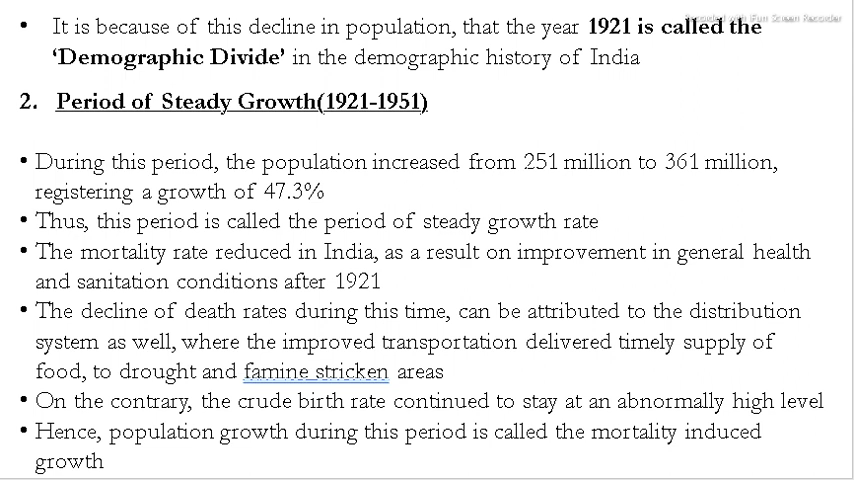 Recorded with iFun Screen Recorder
• It is because of this decline in population, that the year 1921 is called the
‘Demographic Divide’ in the demographic history of India
2. Period of Steady Growth(1921-1951)
• During this period, the population increased from 251 million to 361 million,
registering a growth of 47.3%
• Thus, this period is called the period of steady growth rate
• The mortality rate reduced in India, as a result on improvement in general health
and sanitation conditions after 1921
• The decline of death rates during this time, can be attributed to the distribution
system as well, where the improved transportation delivered timely supply of
food, to drought and famine_stricken areas
• On the contrary, the crude birth rate continued to stay at an abnormally high level
• Hence, population growth during this period is called the mortality induced
growth